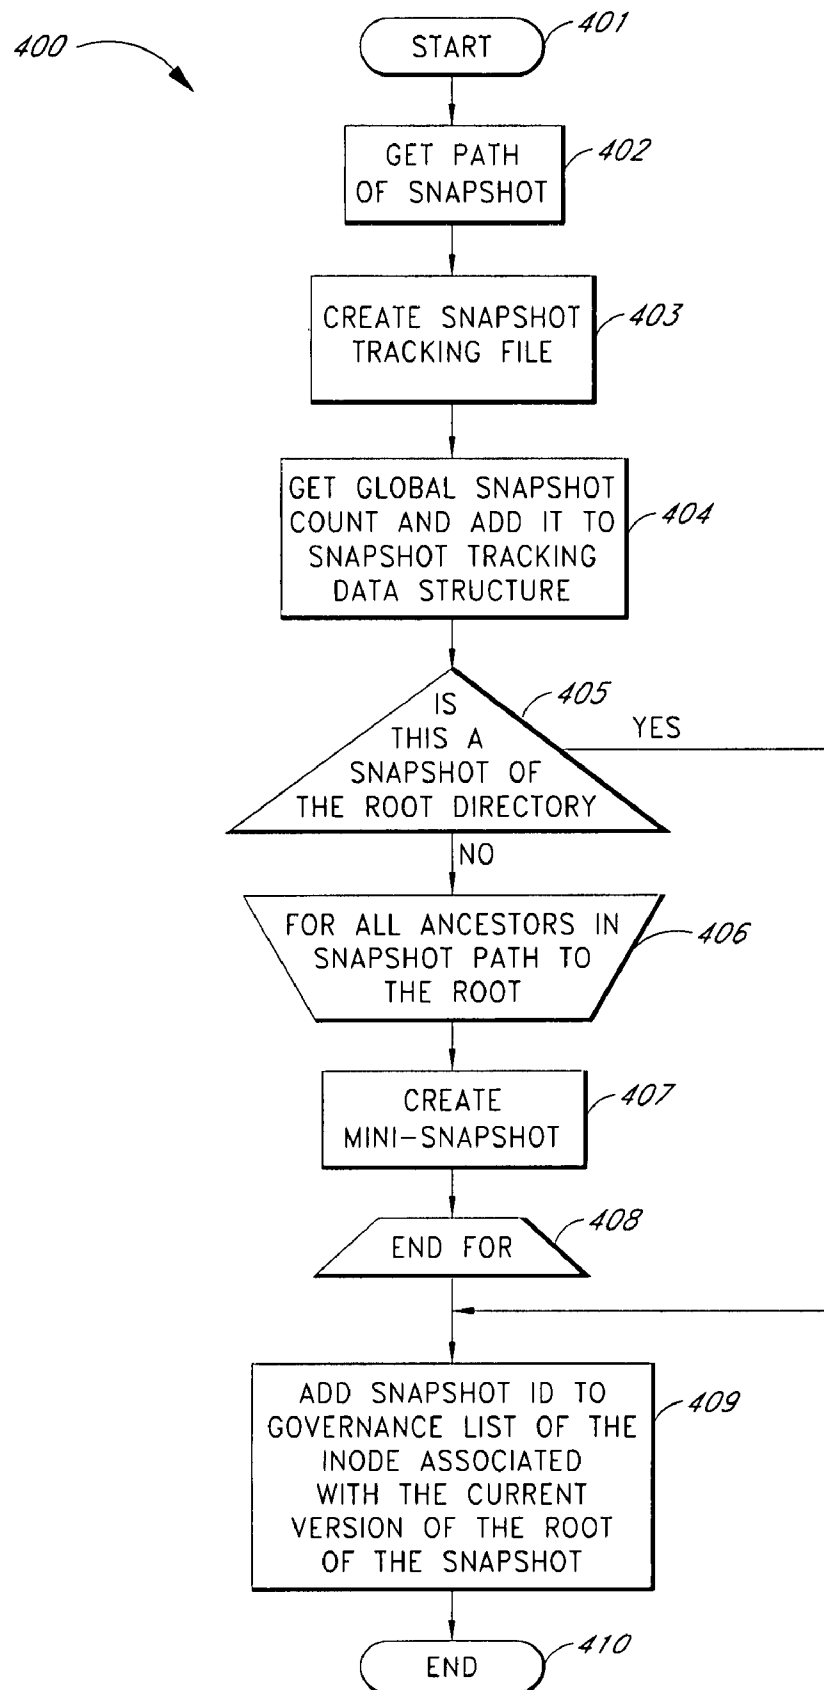 400
START
401
GET PATH
OF SNAPSHOT
402
CREATE SNAPSHOT
TRACKING FILE
403
GET GLOBAL SNAPSHOT
COUNT AND ADD IT TO
SNAPSHOT TRACKING
DATA STRUCTURE
404
IS
THIS A
SNAPSHOT OF
THE ROOT DIRECTORY
405
YES
NO
FOR ALL ANCESTORS IN
SNAPSHOT PATH TO
THE ROOT
406
CREATE
MINI-SNAPSHOT
407
END FOR
408
ADD SNAPSHOT ID TO
GOVERNANCE LIST OF THE
INODE ASSOCIATED
WITH THE CURRENT
VERSION OF THE ROOT
OF THE SNAPSHOT
409
END
410